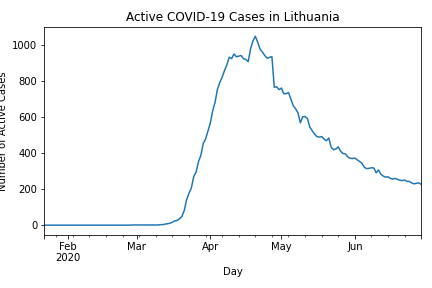 Active COVID-19 Cases in Lithuania
Number of Active Cases
1000
800
600
400
200
0
Feb
2020
Mar
Apr
May
Jun
Day